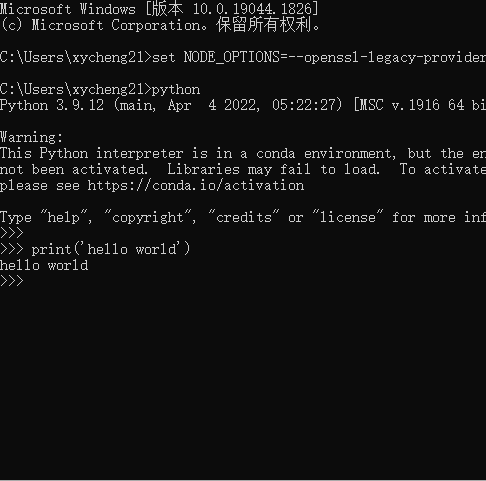 Microsoft Windows [版本 10.0.19044.1826]
(c) Microsoft Corporation。保留所有权利。
C:\Users\xycheng21>set NODE_OPTIONS=--openssl-legacy-provider
C:\Users\xycheng21>python
Python 3.9.12 (main, Apr  4 2022, 05:22:27) [MSC v.1916 64 bi
Warning:
This Python interpreter is in a conda environment, but the en
not been activated.  Libraries may fail to load.  To activate
please see https://conda.io/activation
Type "help", "copyright", "credits" or "license" for more inf
>>>
>>> print('hello world')
hello world
>>>